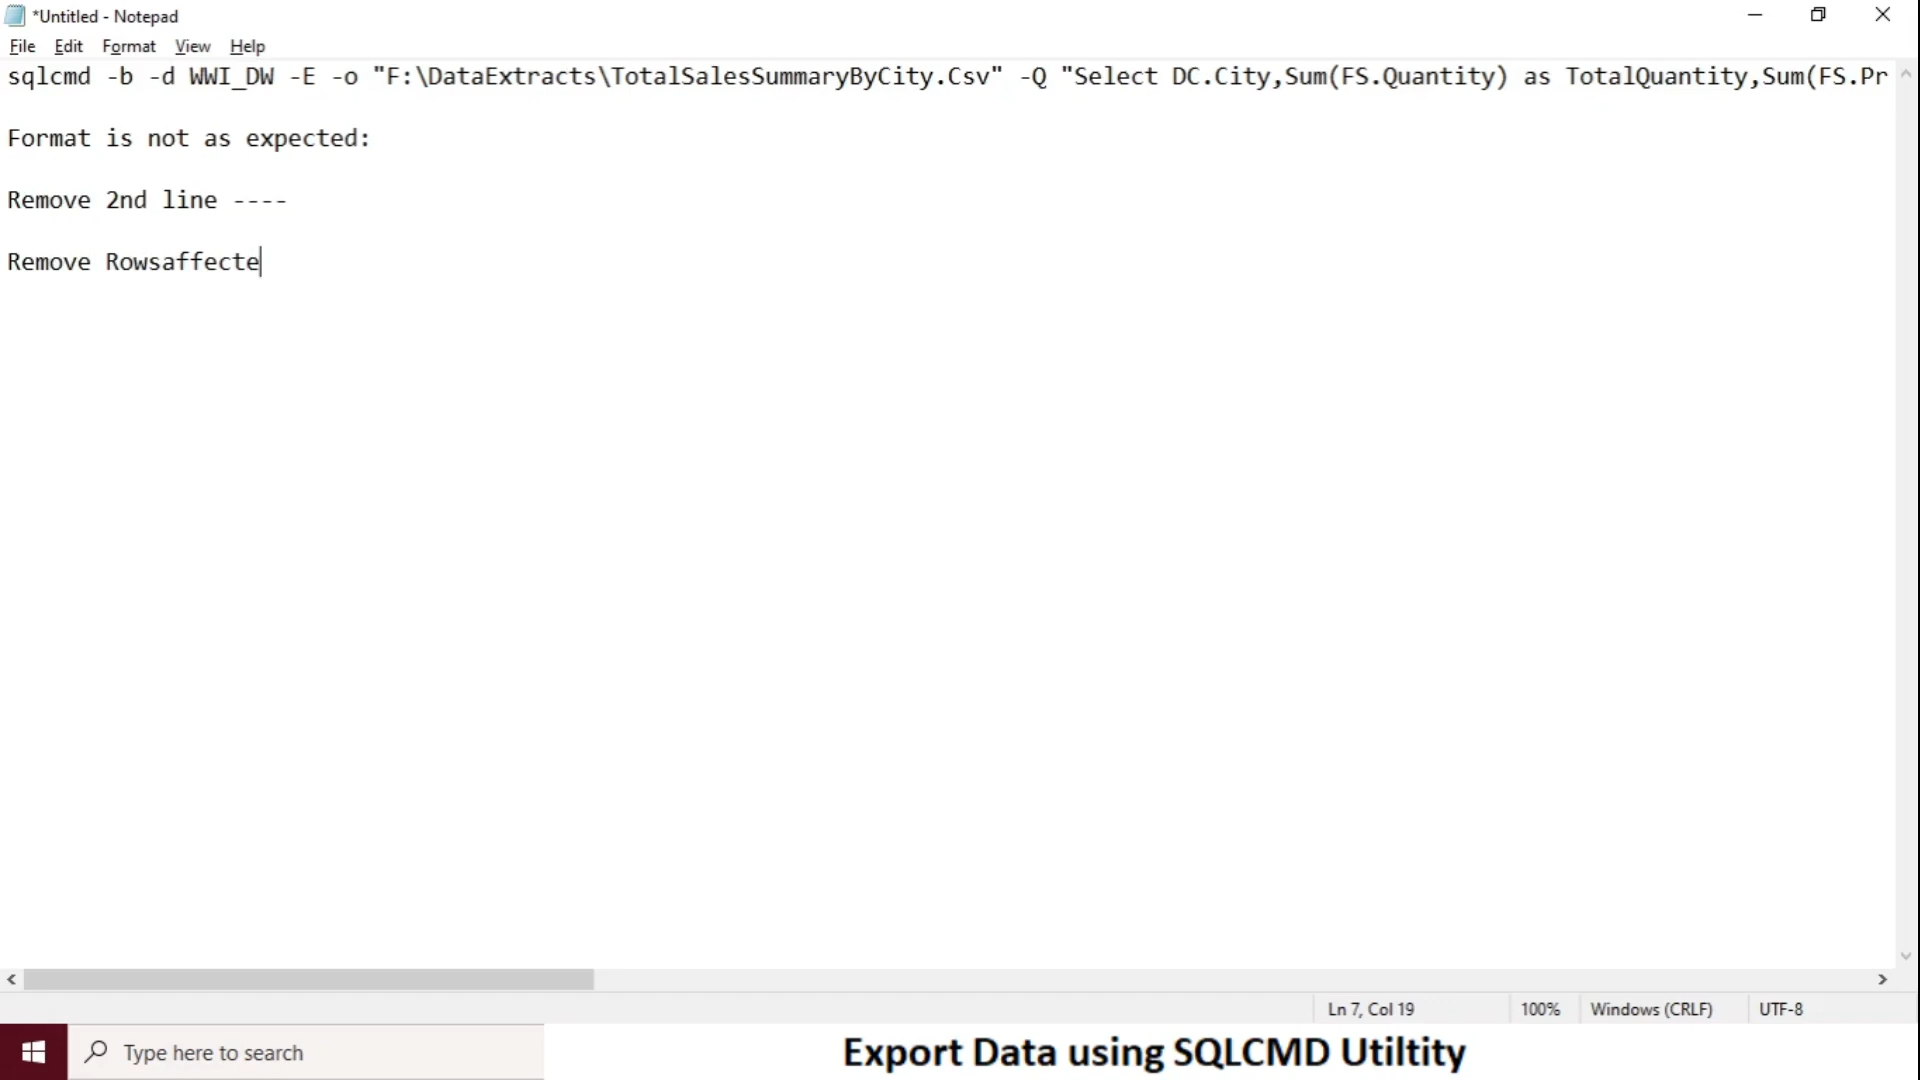 *Untitled - Notepad
File Edit Format View Help
sqlcmd -b -d WWI_DW -E -o "F:\DataExtracts\TotalSalesSummaryByCity.Csv" -Q "Select DC.City,Sum(FS.Quantity) as TotalQuantity,Sum(FS.Pr
Format is not as expected:
Remove 2nd line ----
Remove Rowsaffecte
Ln 7, Col 19 100% Windows (CRLF) UTF-8
Type here to search
Export Data using SQLCMD Utiltity